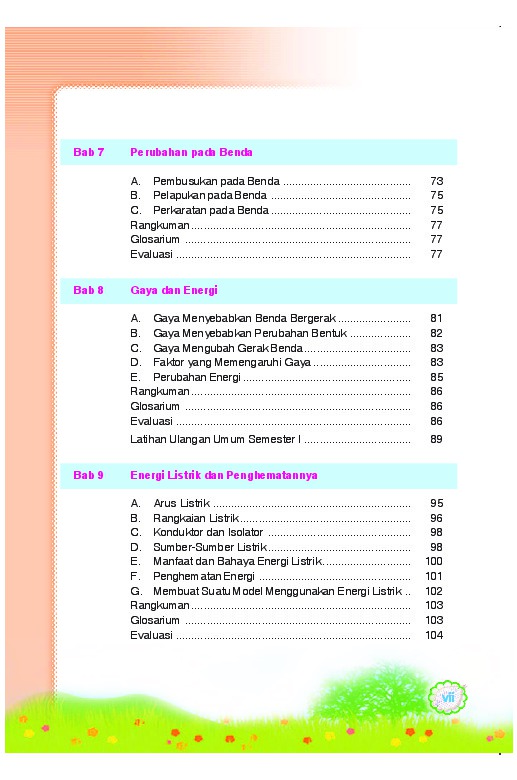 Bab 7 Perubahan pada Benda
A. Pembusukan pada Benda .......................................... 73
B. Pelapukan pada Benda .............................................. 75
C. Perkaratan pada Benda .............................................. 75
Rangkuman ......................................................................... 77
Glosarium ........................................................................... 77
Evaluasi .............................................................................. 77
Bab 8 Gaya dan Energi
A. Gaya Menyebabkan Benda Bergerak ........................ 81
B. Gaya Menyebabkan Perubahan Bentuk .................... 82
C. Gaya Mengubah Gerak Benda ................................... 83
D. Faktor yang Memengaruhi Gaya ................................ 83
E. Perubahan Energi ....................................................... 85
Rangkuman ......................................................................... 86
Glosarium ........................................................................... 86
Evaluasi .............................................................................. 86
Latihan Ulangan Umum Semester I .................................... 89
Bab 9 Energi Listrik dan Penghematannya
A. Arus Listrik .................................................................. 95
B. Rangkaian Listrik ......................................................... 96
C. Konduktor dan Isolator ................................................ 98
D. Sumber-Sumber Listrik ................................................ 98
E. Manfaat dan Bahaya Energi Listrik .............................. 100
F. Penghematan Energi ................................................... 101
G. Membuat Suatu Model Menggunakan Energi Listrik .. 102
Rangkuman ......................................................................... 103
Glosarium ........................................................................... 103
Evaluasi .............................................................................. 104
vii